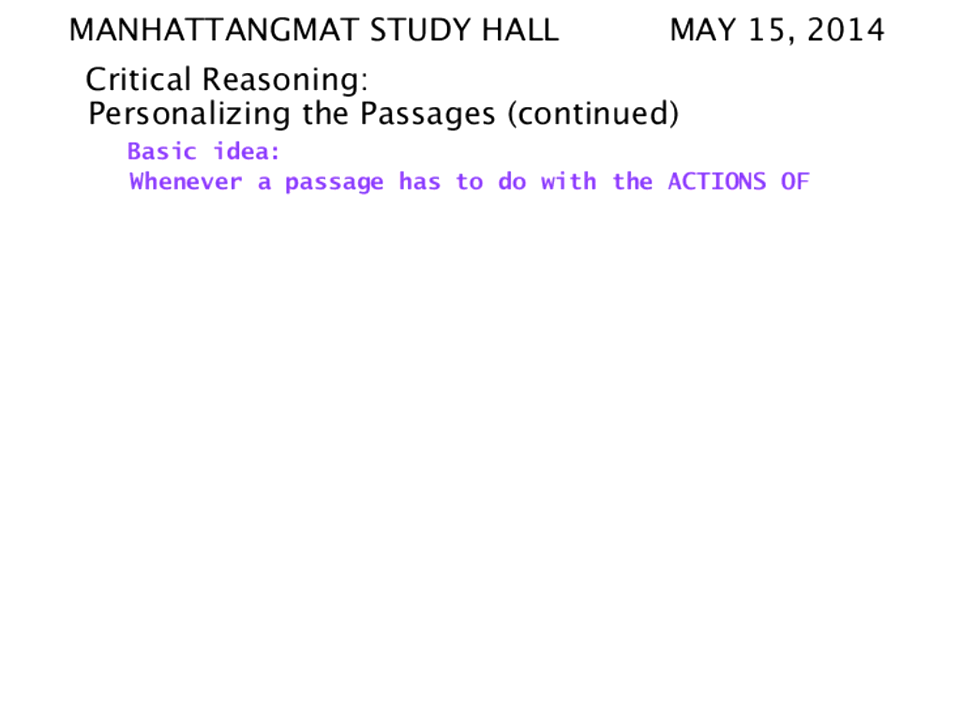 MANHATTANGMAT STUDY HALL MAY 15, 2014
Critical Reasoning:
Personalizing the Passages (continued)
Basic idea:
Whenever a passage has to do with the ACTIONS OF